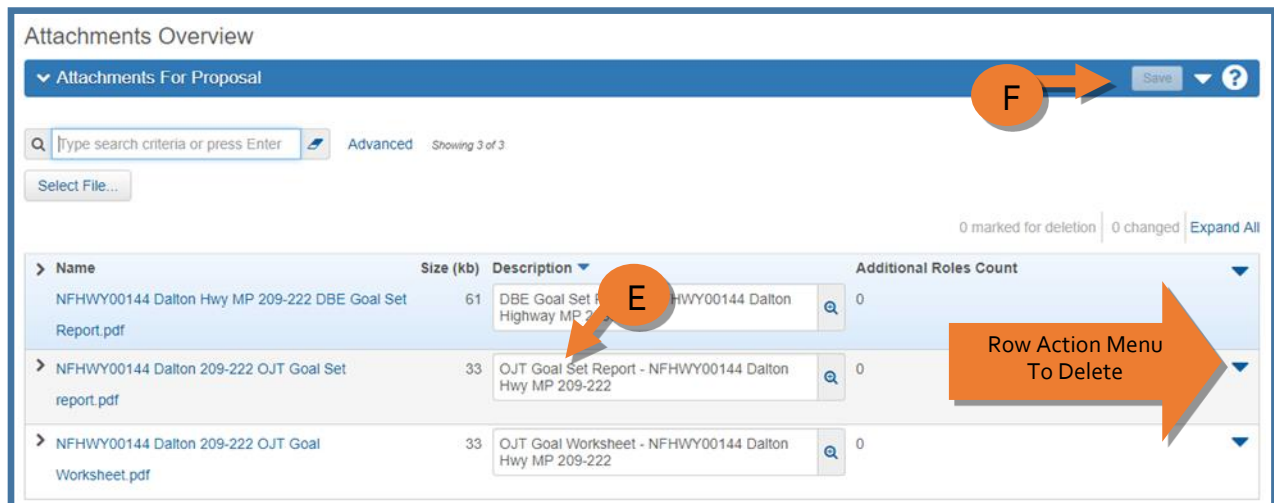 Attachments Overview
Attachments For Proposal
Save
?
F
Type search criteria or press Enter
Advanced
Showing 3 of 3
Select File...
0 marked for deletion
0 changed
Expand All
Name
Size (kb)
Description
Additional Roles Count
NFHWY00144 Dalton Hwy MP 209-222 DBE Goal Set
Report.pdf
61
DBE Goal Set HWY00144 Dalton
Highway MP
0
E
Row Action Menu
To Delete
NFHWY00144 Dalton 209-222 OJT Goal Set
report.pdf
33
OJT Goal Set Report - NFHWY00144 Dalton
Hwy MP 209-222
0
NFHWY00144 Dalton 209-222 OJT Goal
Worksheet.pdf
33
OJT Goal Worksheet - NFHWY00144 Dalton
Hwy MP 209-222
0